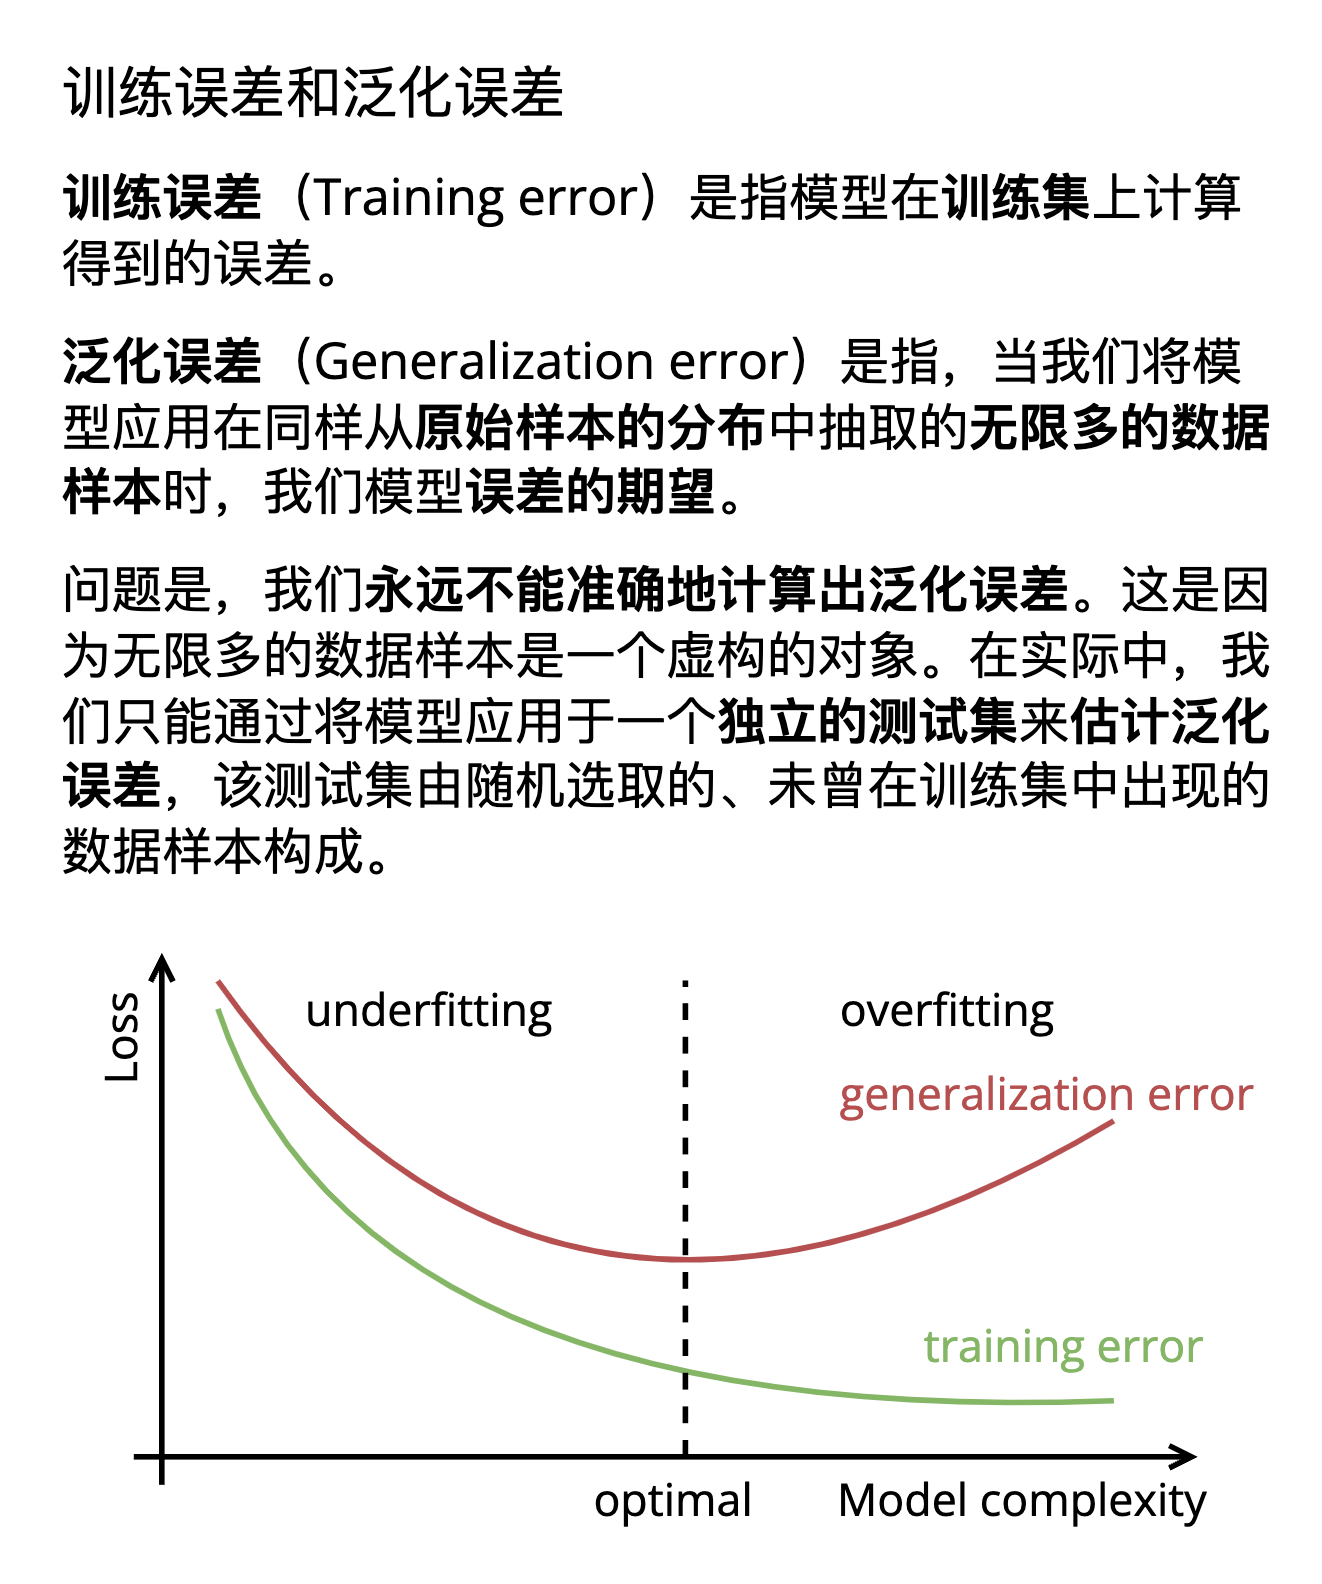 训练误差和泛化误差
训练误差（Training error）是指模型在训练集上计算
得到的误差。
泛化误差（Generalization error）是指，当我们将模
型应用在同样从原始样本的分布中抽取的无限多的数据
样本时，我们模型误差的期望。
问题是，我们永远不能准确地计算出泛化误差。这是因
为无限多的数据样本是一个虚构的对象。在实际中，我
们只能通过将模型应用于一个独立的测试集来估计泛化
误差，该测试集由随机选取的、未曾在训练集中出现的
数据样本构成。
Loss
underfitting
overfitting
generalization error
training error
optimal
Model complexity